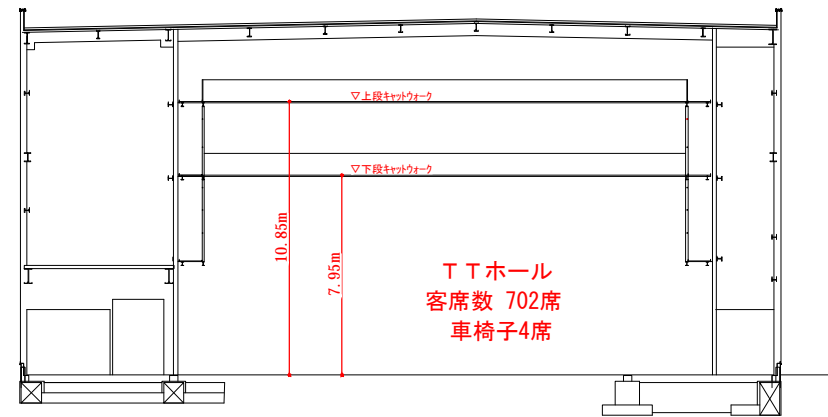 ▽上段キャットウォーク
▽下段キャットウォーク
10.85m
7.95m
ＴＴホール
客席数 702席
車椅子4席